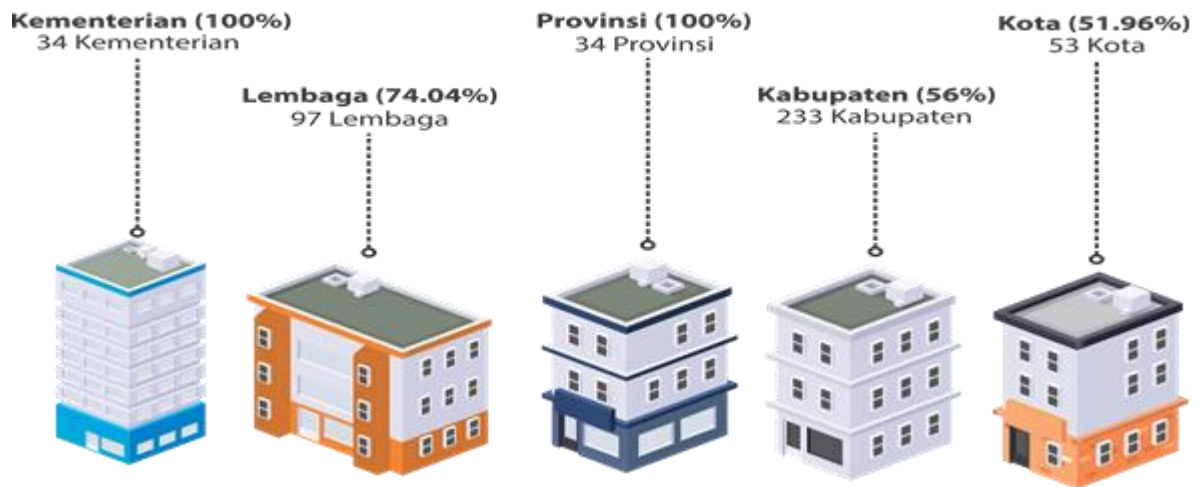 Kementerian (100%)
34 Kementerian
Lembaga (74.04%)
97 Lembaga
Provinsi (100%)
34 Provinsi
Kabupaten (56%)
233 Kabupaten
Kota (51.96%)
53 Kota